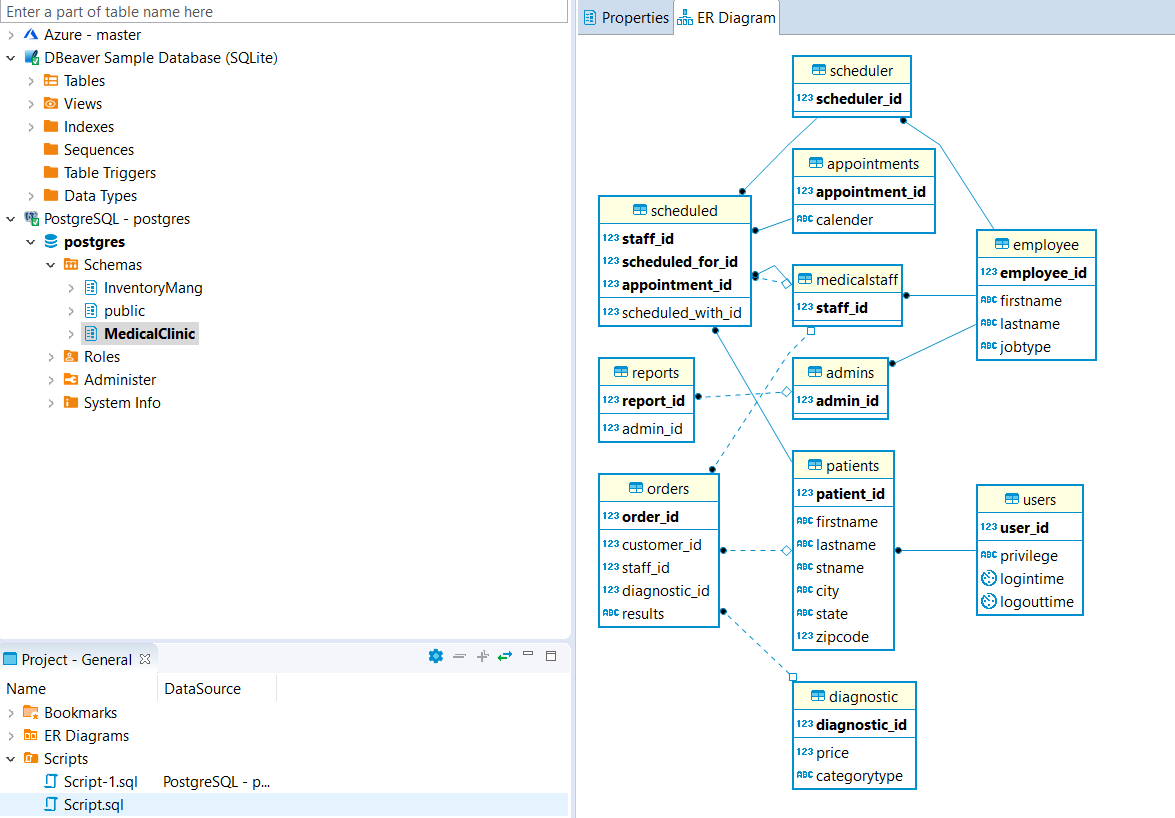 Enter a part of table name here
Azure - master
DBeaver Sample Database (SQLite)
Tables
Views
Indexes
Sequences
Table Triggers
Data Types
PostgreSQL - postgres
postgres
Schemas
InventoryMang
public
MedicalClinic
Roles
Administer
System Info
Project - General
Name DataSource
Bookmarks
ER Diagrams
Scripts
Script-1.sql PostgreSQL - p...
Script.sql
Properties ER Diagram
scheduler
123 scheduler_id
appointments
123 appointment_id
ABC calender
scheduled
123 staff_id
123 scheduled_for_id
123 appointment_id
123 scheduled_with_id
medicalstaff
123 staff_id
employee
123 employee_id
ABC firstname
ABC lastname
ABC jobtype
reports
123 report_id
123 admin_id
admins
123 admin_id
orders
123 order_id
123 customer_id
123 staff_id
123 diagnostic_id
ABC results
patients
123 patient_id
ABC firstname
ABC lastname
ABC stname
ABC city
ABC state
123 zipcode
users
123 user_id
ABC privilege
logintime
logouttime
diagnostic
123 diagnostic_id
123 price
ABC categorytype